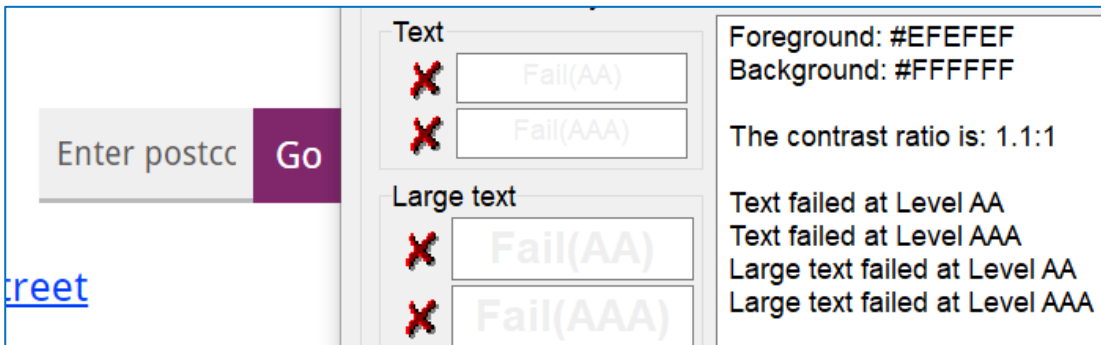 Enter postcc
Go
treet
Text
Fail(AA)
Fail(AAA)
Large text
Fail(AA)
Fail(AAA)
Foreground: #EFEFEF
Background: #FFFFFF
The contrast ratio is: 1.1:1
Text failed at Level AA
Text failed at Level AAA
Large text failed at Level AA
Large text failed at Level AAA